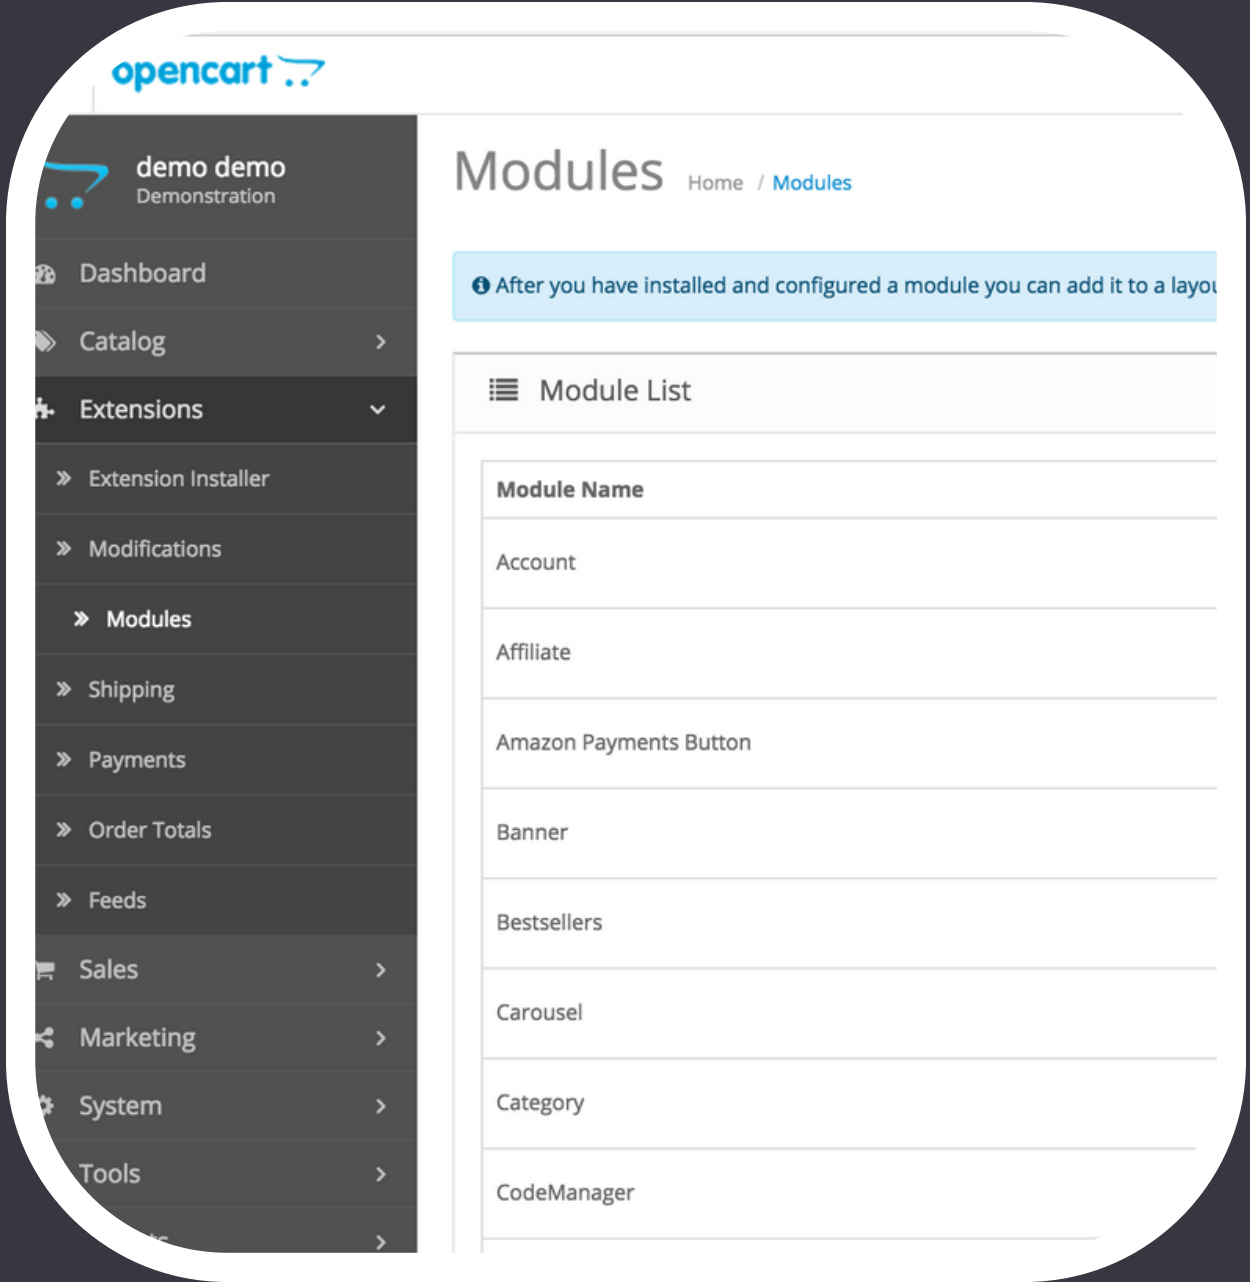 opencart
demo demo
Demonstration
Dashboard
Catalog
Extensions
Extension Installer
Modifications
Modules
Shipping
Payments
Order Totals
Feeds
Sales
Marketing
System
Tools
Modules
Home / Modules
After you have installed and configured a module you can add it to a
Module List
Module Name
Account
Affiliate
Amazon Payments Button
Banner
Bestsellers
Carousel
Category
CodeManager